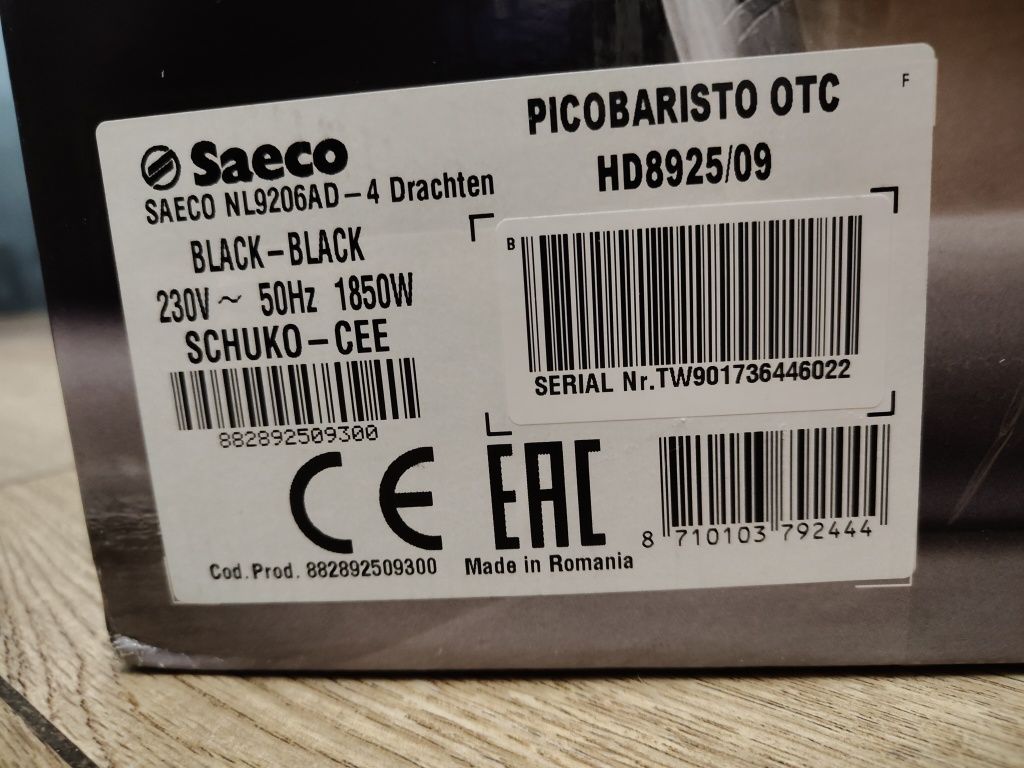 Saeco
SAECO NL9206AD-4 Drachten
BLACK-BLACK
230V ~ 50Hz 1850W
SCHUKO-CEE
882892509300
PICOBARISTO OTC
HD8925/09
F
B
SERIAL Nr.TW901736446022
CE
EAC
8 710103 792444
Cod.Prod. 882892509300 Made in Romania